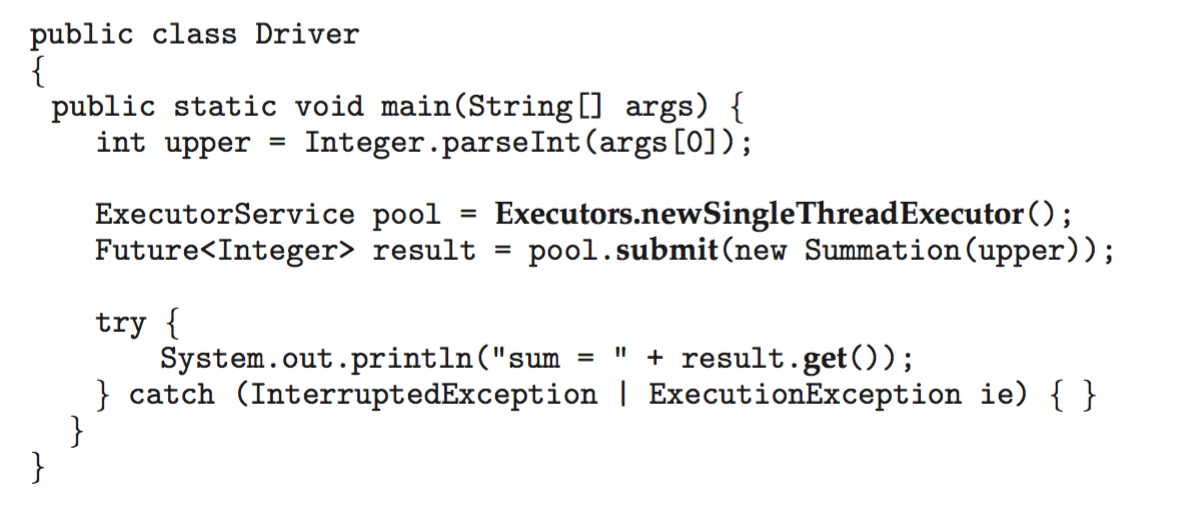 public class Driver
{
public static void main(String[] args) {
int upper = Integer.parseInt(args[0]);
ExecutorService pool = Executors.newSingleThreadExecutor();
Future<Integer> result = pool.submit(new Summation(upper));
try {
System.out.println("sum = " + result.get());
} catch (InterruptedException | ExecutionException ie) { }
}
}